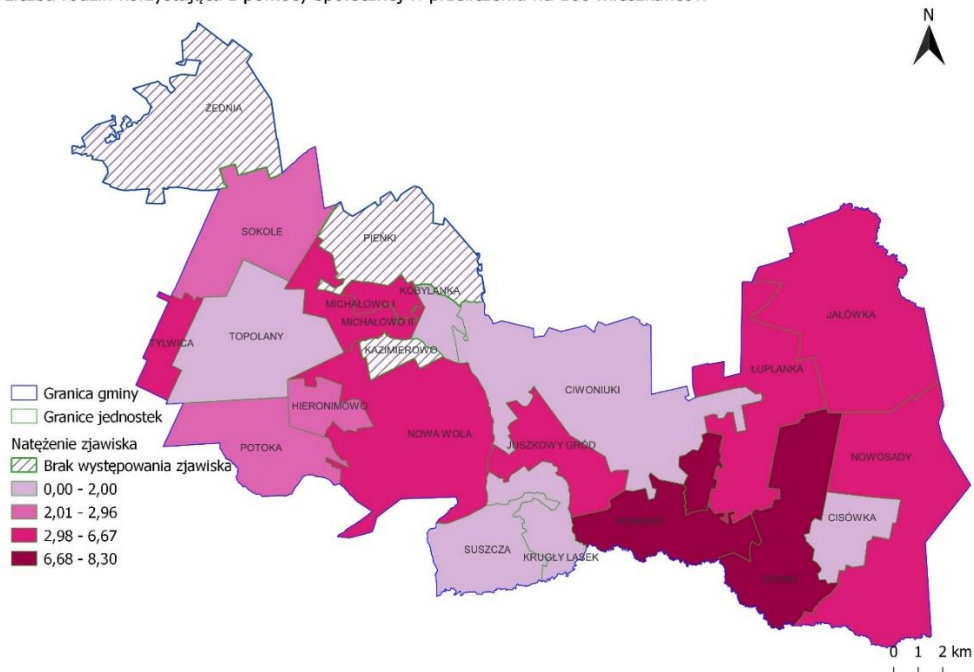 N
ŻEDNIA
SOKOLE
PIEŃKI
KOBYLANKA
MICHAŁOWO I
JAŁÓWKA
MICHAŁOWO II
TYLWICA
TOPOLANY
KAZIMIEROWO
ŁUPLANKA
CIWONIUKI
Granica gminy
HIERONIMOWO
Granice jednostek
NOWA WOLA
JUSZKOWY GRÓD
Natężenie zjawiska
POTOKA
NOWOSADY
Brak występowania zjawiska
0,00 - 2,00
2,01 - 2,96
CISÓWKA
2,98 - 6,67
SUSZCZA
KRUGŁY LASEK
6,68 - 8,30
0 1 2 km